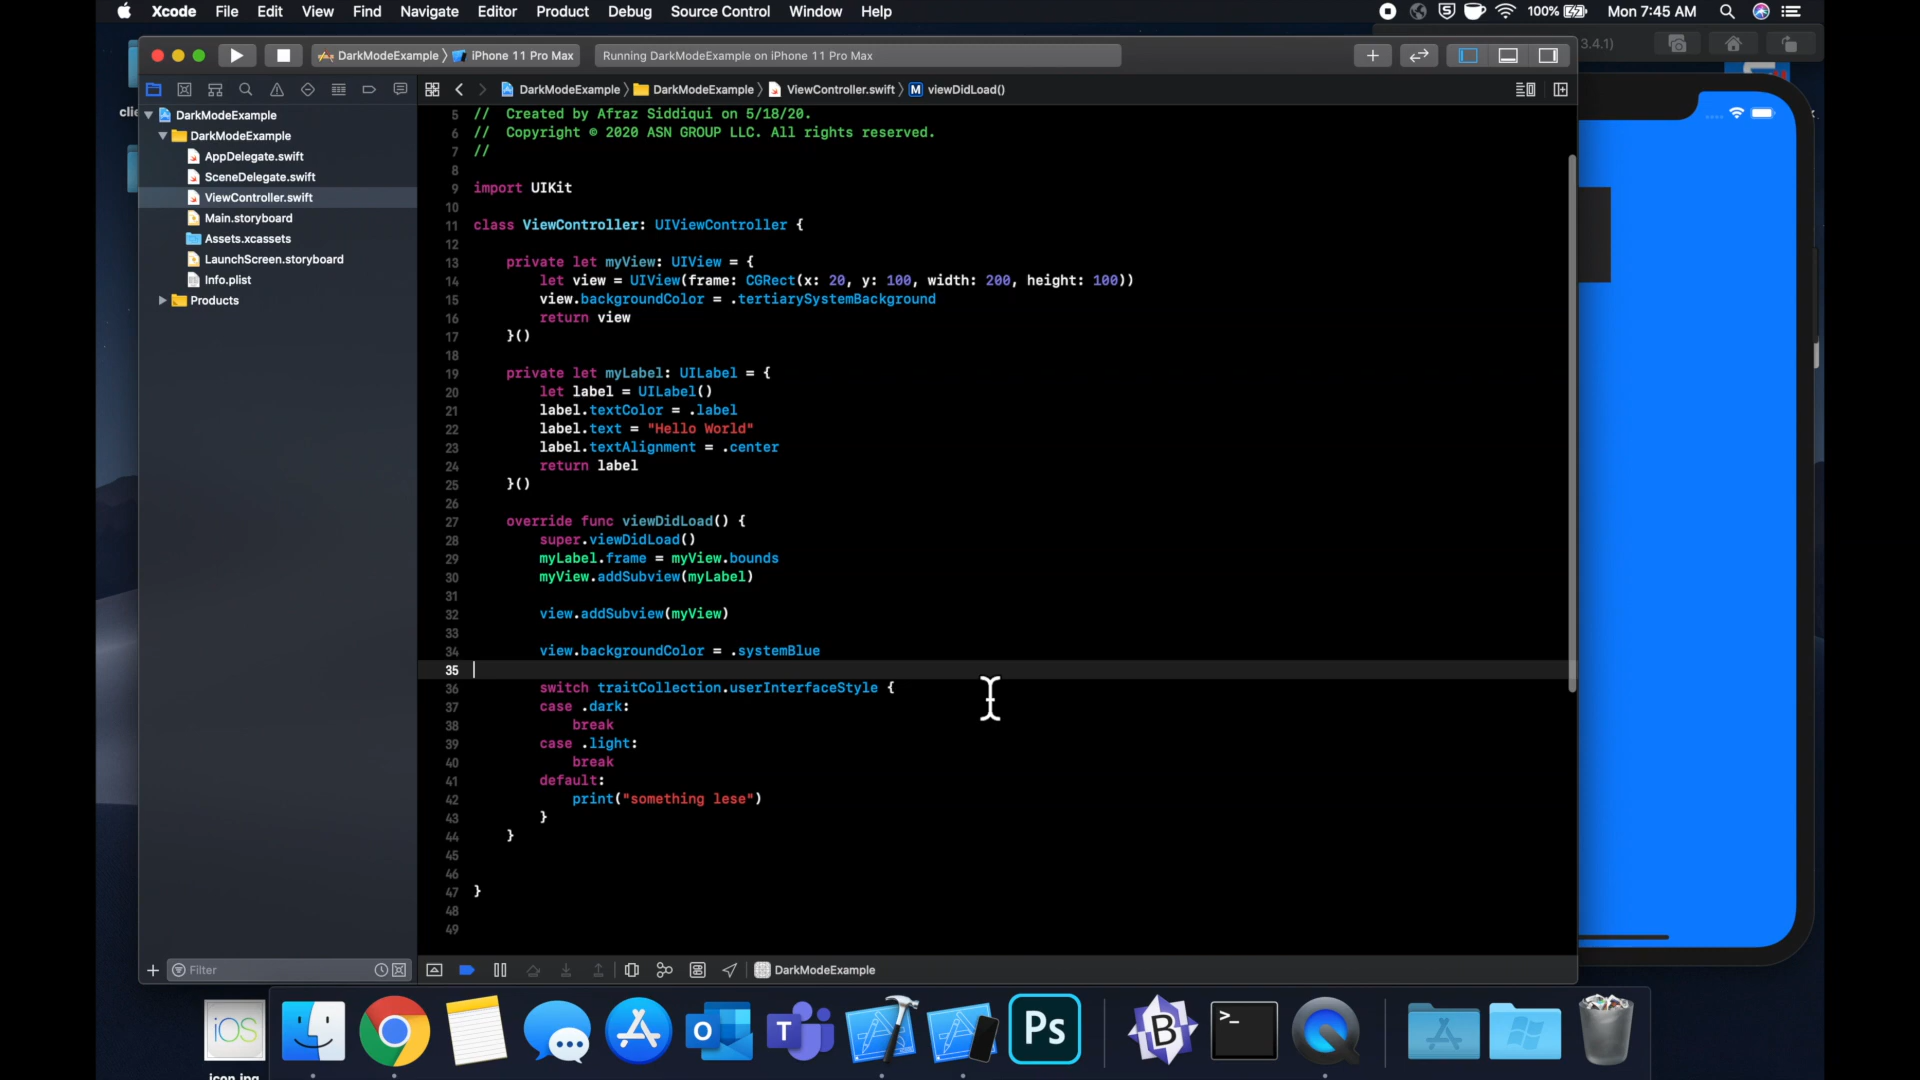 Xcode File Edit View Find Navigate Editor Product Debug Source Control Window Help 100% Mon 7:45 AM
DarkModeExample iPhone 11 Pro Max Running DarkModeExample on iPhone 11 Pro Max 3.4.1)
DarkModeExample DarkModeExample ViewController.swift M viewDidLoad()
clie
DarkModeExample
DarkModeExample
AppDelegate.swift
SceneDelegate.swift
ViewController.swift
Main.storyboard
Assets.xcassets
LaunchScreen.storyboard
Info.plist
Products
5 // Created by Afraz Siddiqui on 5/18/20.
6 // Copyright © 2020 ASN GROUP LLC. All rights reserved.
7 //
8
9 import UIKit
10
11 class ViewController: UIViewController {
12
13 private let myView: UIView = {
14 let view = UIView(frame: CGRect(x: 20, y: 100, width: 200, height: 100))
15 view.backgroundColor = .tertiarySystemBackground
16 return view
17 }()
18
19 private let myLabel: UILabel = {
20 let label = UILabel()
21 label.textColor = .label
22 label.text = "Hello World"
23 label.textAlignment = .center
24 return label
25 }()
26
27 override func viewDidLoad() {
28 super.viewDidLoad()
29 myLabel.frame = myView.bounds
30 myView.addSubview(myLabel)
31
32 view.addSubview(myView)
33
34 view.backgroundColor = .systemBlue
35
36 switch traitCollection.userInterfaceStyle {
37 case .dark:
38 break
39 case .light:
40 break
41 default:
42 print("something lese")
43 }
44 }
45
46
47 }
48
49
Filter DarkModeExample
iOS
icon.jpg
O T Ps B >_